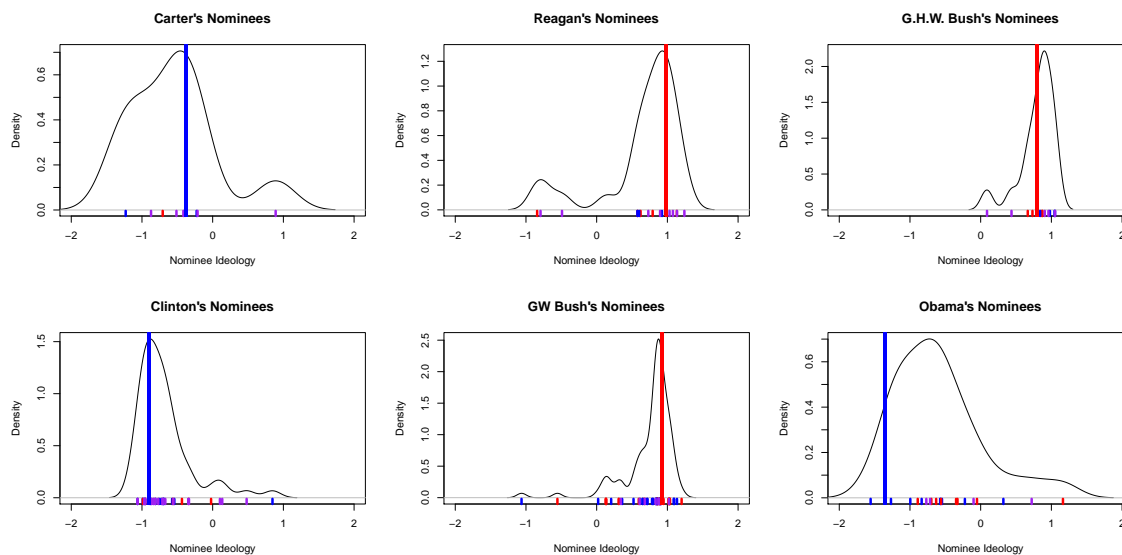 Carter's Nominees
Density
0.0 0.2 0.4 0.6
−2 −1 0 1 2
Nominee Ideology
Reagan's Nominees
Density
0.0 0.2 0.4 0.6 0.8 1.0 1.2
−2 −1 0 1 2
Nominee Ideology
G.H.W. Bush's Nominees
Density
0.0 0.5 1.0 1.5 2.0
−2 −1 0 1 2
Nominee Ideology
Clinton's Nominees
Density
0.0 0.5 1.0 1.5
−2 −1 0 1 2
Nominee Ideology
GW Bush's Nominees
Density
0.0 0.5 1.0 1.5 2.0 2.5
−2 −1 0 1 2
Nominee Ideology
Obama's Nominees
Density
0.0 0.2 0.4 0.6
−2 −1 0 1 2
Nominee Ideology